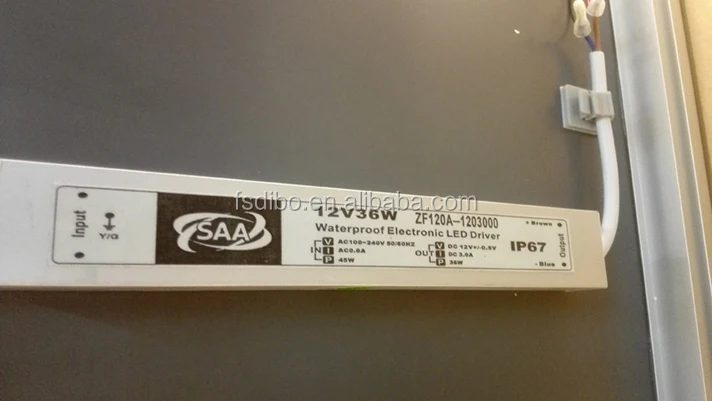 fsdibo.en.alibaba.com
Input
Y/G
SAA
12V36W ZF120A-1203000
Waterproof Electronic LED Driver
IN V AC100~240V 50/60HZ
I AC0.6A
P 45W
OUT V DC 12V+/-0.5V
I DC 3.0A
P 36W
IP67
+ Brown
- Blue
Output